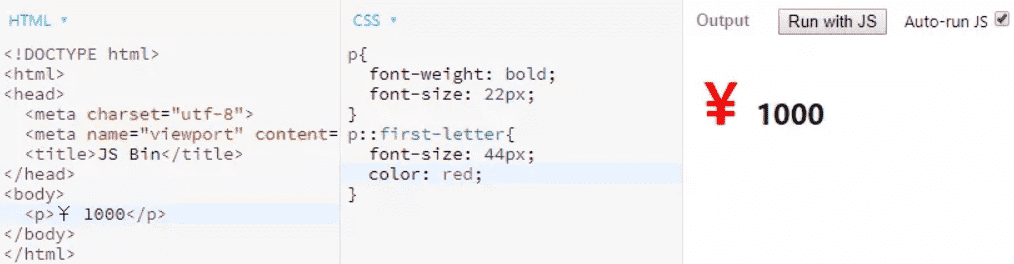 HTML ▾
<!DOCTYPE html>
<html>
<head>
  <meta charset="utf-8">
  <meta name="viewport" content=
  <title>JS Bin</title>
</head>
<body>
  <p>￥ 1000</p>
</body>
</html>
CSS ▾
p{
  font-weight: bold;
  font-size: 22px;
}
p::first-letter{
  font-size: 44px;
  color: red;
}
Output Run with JS Auto-run JS
￥ 1000